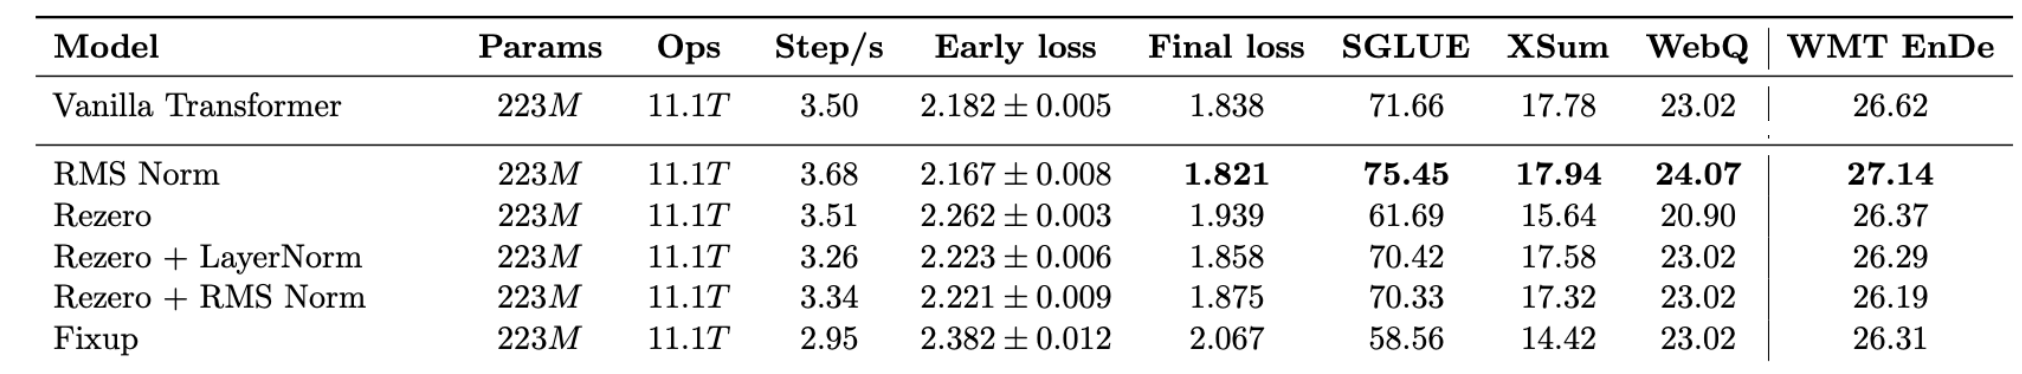 Model Params Ops Step/s Early loss Final loss SGLUE XSum WebQ WMT EnDe
Vanilla Transformer 223M 11.1T 3.50 2.182 ± 0.005 1.838 71.66 17.78 23.02 26.62
RMS Norm 223M 11.1T 3.68 2.167 ± 0.008 1.821 75.45 17.94 24.07 27.14
Rezero 223M 11.1T 3.51 2.262 ± 0.003 1.939 61.69 15.64 20.90 26.37
Rezero + LayerNorm 223M 11.1T 3.26 2.223 ± 0.006 1.858 70.42 17.58 23.02 26.29
Rezero + RMS Norm 223M 11.1T 3.34 2.221 ± 0.009 1.875 70.33 17.32 23.02 26.19
Fixup 223M 11.1T 2.95 2.382 ± 0.012 2.067 58.56 14.42 23.02 26.31